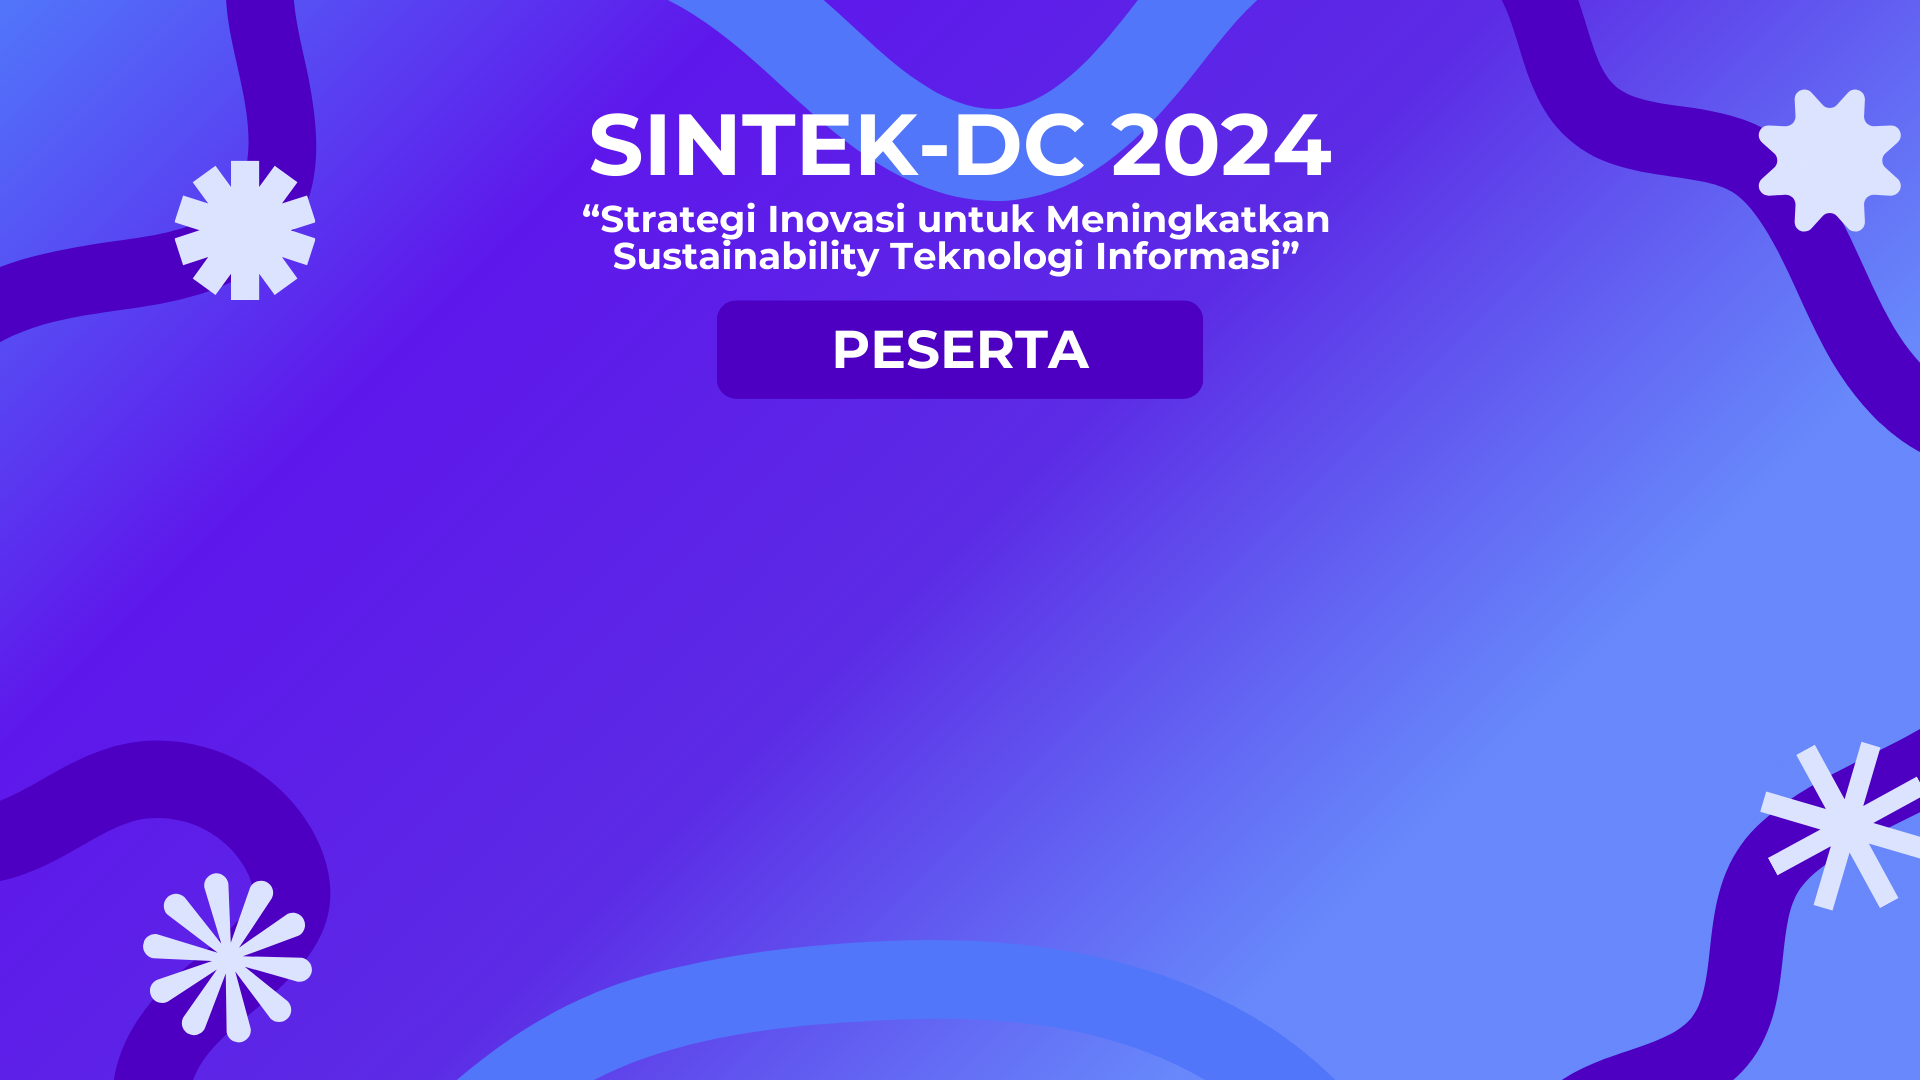 SINTEK-DC 2024
“Strategi Inovasi untuk Meningkatkan
Sustainability Teknologi Informasi”
PESERTA